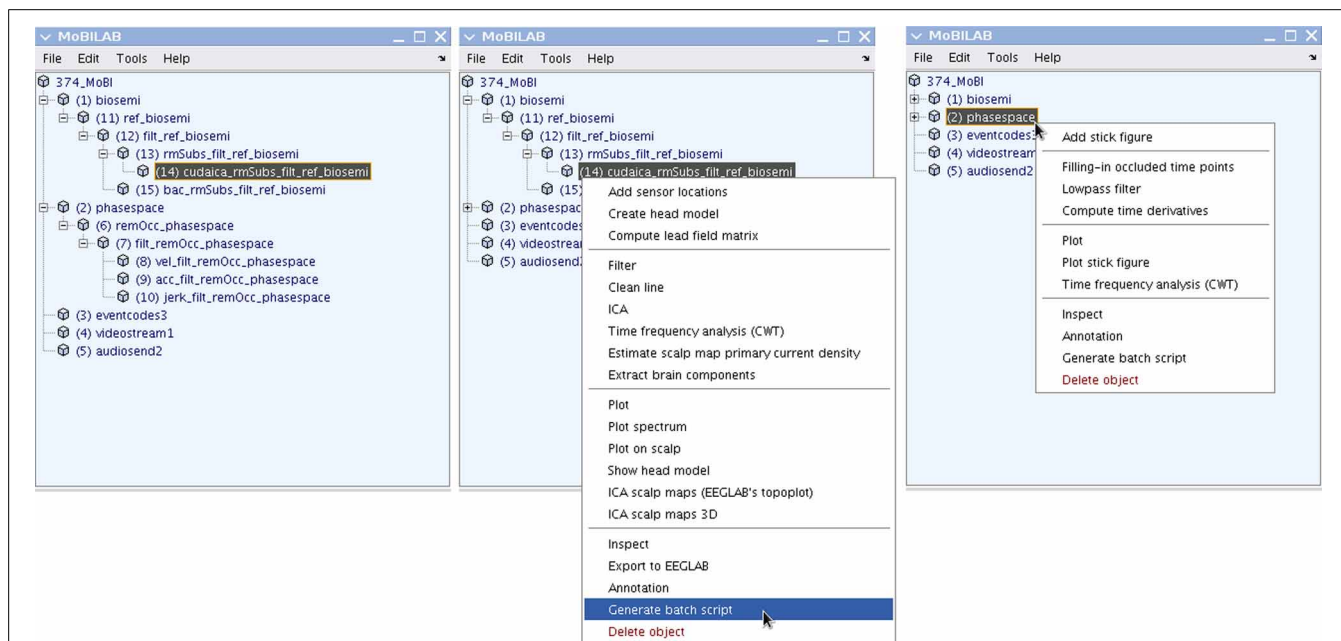 MoBILAB
File Edit Tools Help
374_MoBI
(1) biosemi
(11) ref_biosemi
(12) filt_ref_biosemi
(13) rmSubs_filt_ref_biosemi
(14) cudaica_rmSubs_filt_ref_biosemi
(15) bac_rmSubs_filt_ref_biosemi
(2) phasespace
(6) remOcc_phasespace
(7) filt_remOcc_phasespace
(8) vel_filt_remOcc_phasespace
(9) acc_filt_remOcc_phasespace
(10) jerk_filt_remOcc_phasespace
(3) eventcodes3
(4) videostream1
(5) audiosend2
MoBILAB
File Edit Tools Help
374_MoBI
(1) biosemi
(11) ref_biosemi
(12) filt_ref_biosemi
(13) rmSubs_filt_ref_biosemi
(14) cudaica_rmSubs_filt_ref_biosemi
(15)
(2) phasespac
(3) eventcode
(4) videostrea
(5) audiosend
Add sensor locations
Create head model
Compute lead field matrix
Filter
Clean line
ICA
Time frequency analysis (CWT)
Estimate scalp map primary current density
Extract brain components
Plot
Plot spectrum
Plot on scalp
Show head model
ICA scalp maps (EEGLAB's topoplot)
ICA scalp maps 3D
Inspect
Export to EEGLAB
Annotation
Generate batch script
Delete object
MoBILAB
File Edit Tools Help
374_MoBI
(1) biosemi
(2) phasespace
(3) eventcodes3
(4) videostream
(5) audiosend2
Add stick figure
Filling-in occluded time points
Lowpass filter
Compute time derivatives
Plot
Plot stick figure
Time frequency analysis (CWT)
Inspect
Annotation
Generate batch script
Delete object